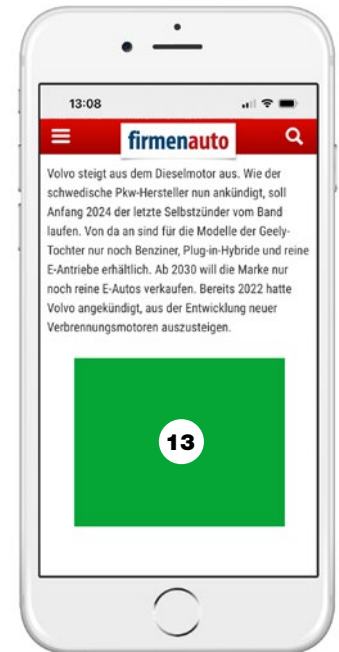 13:08
firmenauto
Volvo steigt aus dem Dieselmotor aus. Wie der
schwedische Pkw-Hersteller nun ankündigt, soll
Anfang 2024 der letzte Selbstzünder vom Band
laufen. Von da an sind für die Modelle der Geely-
Tochter nur noch Benziner, Plug-in-Hybride und reine
E-Antriebe erhältlich. Ab 2030 will die Marke nur
noch reine E-Autos verkaufen. Bereits 2022 hatte
Volvo angekündigt, aus der Entwicklung neuer
Verbrennungsmotoren auszusteigen.
13